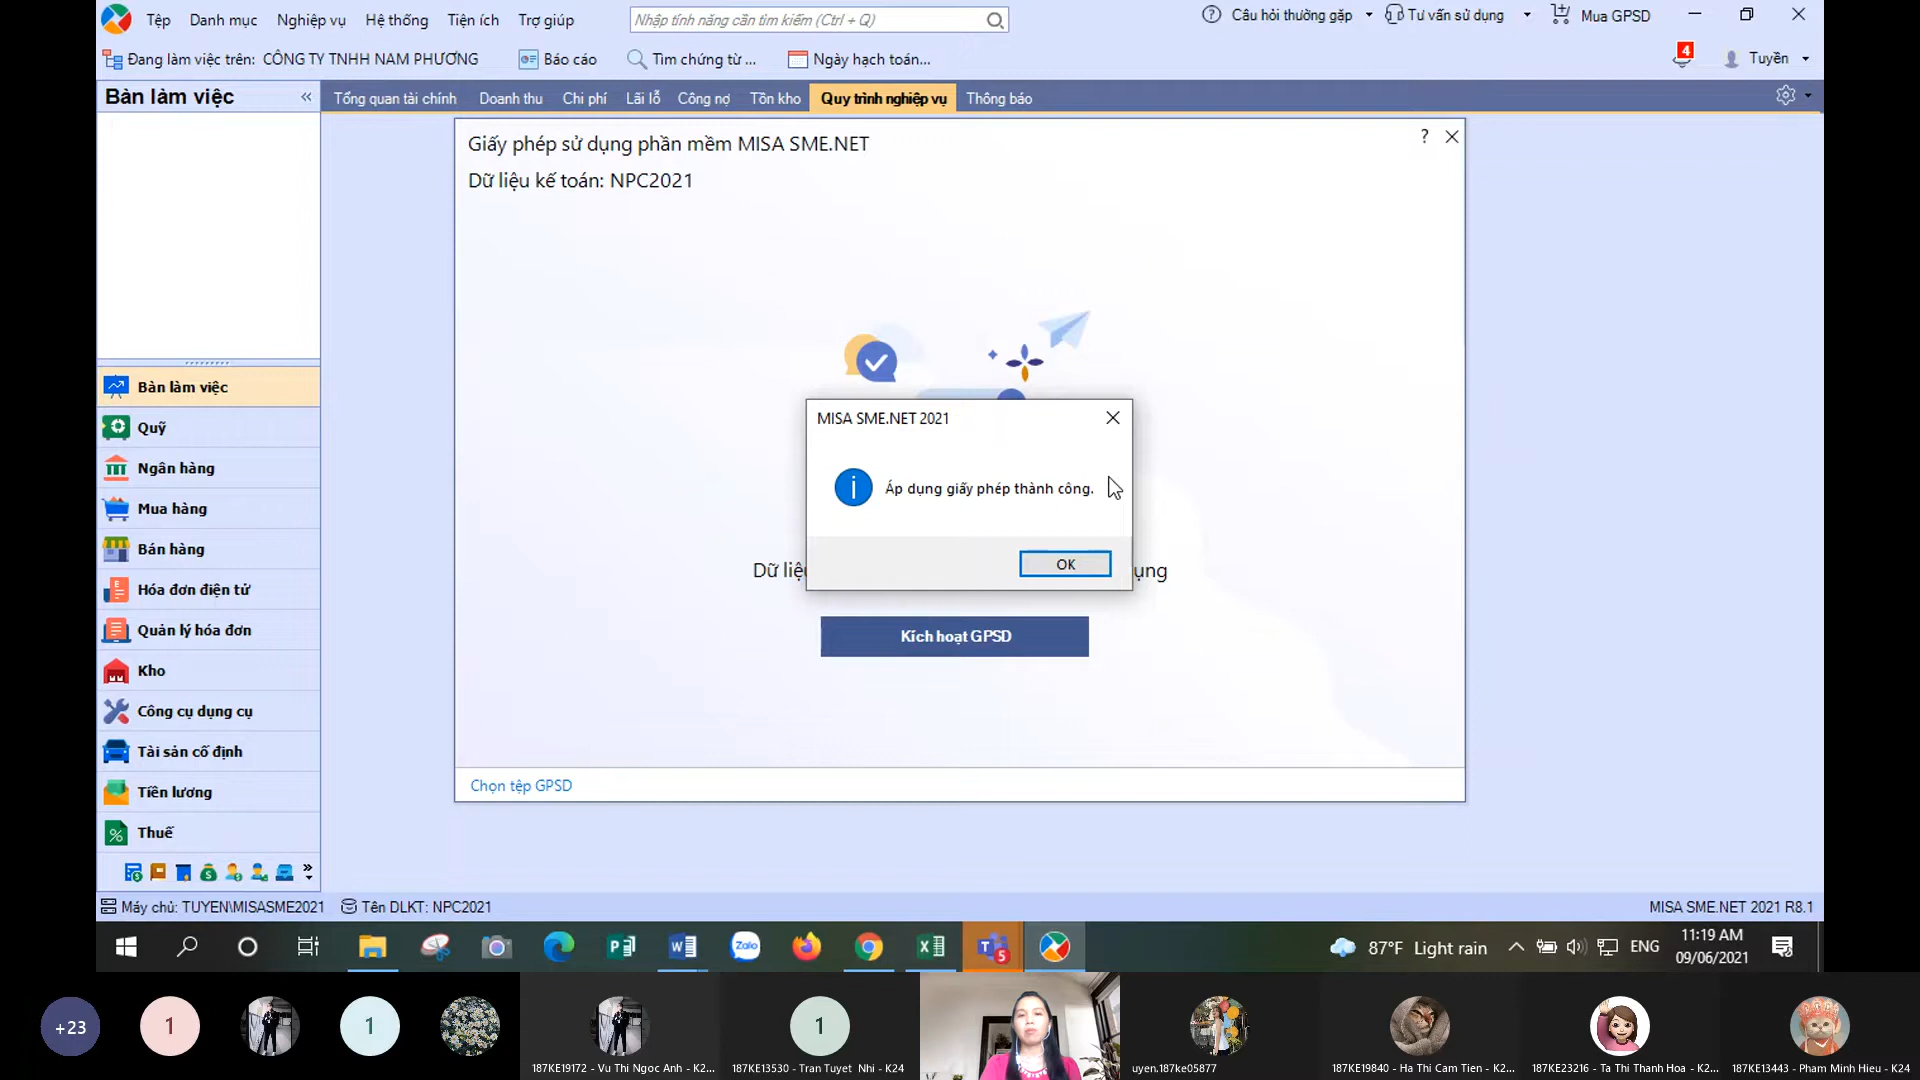 Tệp Danh mục Nghiệp vụ Hệ thống Tiện ích Trợ giúp
Nhập tính năng cần tìm kiếm (Ctrl + Q)
Câu hỏi thường gặp Tư vấn sử dụng Mua GPSD
Đang làm việc trên: CÔNG TY TNHH NAM PHƯƠNG
Báo cáo Tìm chứng từ ... Ngày hạch toán...
4 Tuyền
Bàn làm việc «
Tổng quan tài chính Doanh thu Chi phí Lãi lỗ Công nợ Tồn kho Quy trình nghiệp vụ Thông báo
Giấy phép sử dụng phần mềm MISA SME.NET
? 
Dữ liệu kế toán: NPC2021
MISA SME.NET 2021
Áp dụng giấy phép thành công.
OK
Dữ liệ
ụng
Kích hoạt GPSD
Chọn tệp GPSD
Bàn làm việc
Quỹ
Ngân hàng
Mua hàng
Bán hàng
Hóa đơn điện tử
Quản lý hóa đơn
Kho
Công cụ dụng cụ
Tài sản cố định
Tiền lương
Thuế
Máy chủ: TUYEN\MISASME2021 Tên DLKT: NPC2021
MISA SME.NET 2021 R8.1
Zalo
5
87°F Light rain
ENG
11:19 AM
09/06/2021
+23
1
1
1
187KE19172 - Vu Thi Ngoc Anh - K2...
187KE13530 - Tran Tuyet Nhi - K24
uyen.187ke05877
187KE19840 - Ha Thi Cam Tien - K2...
187KE23216 - Ta Thi Thanh Hoa - K2...
187KE13443 - Pham Minh Hieu - K24